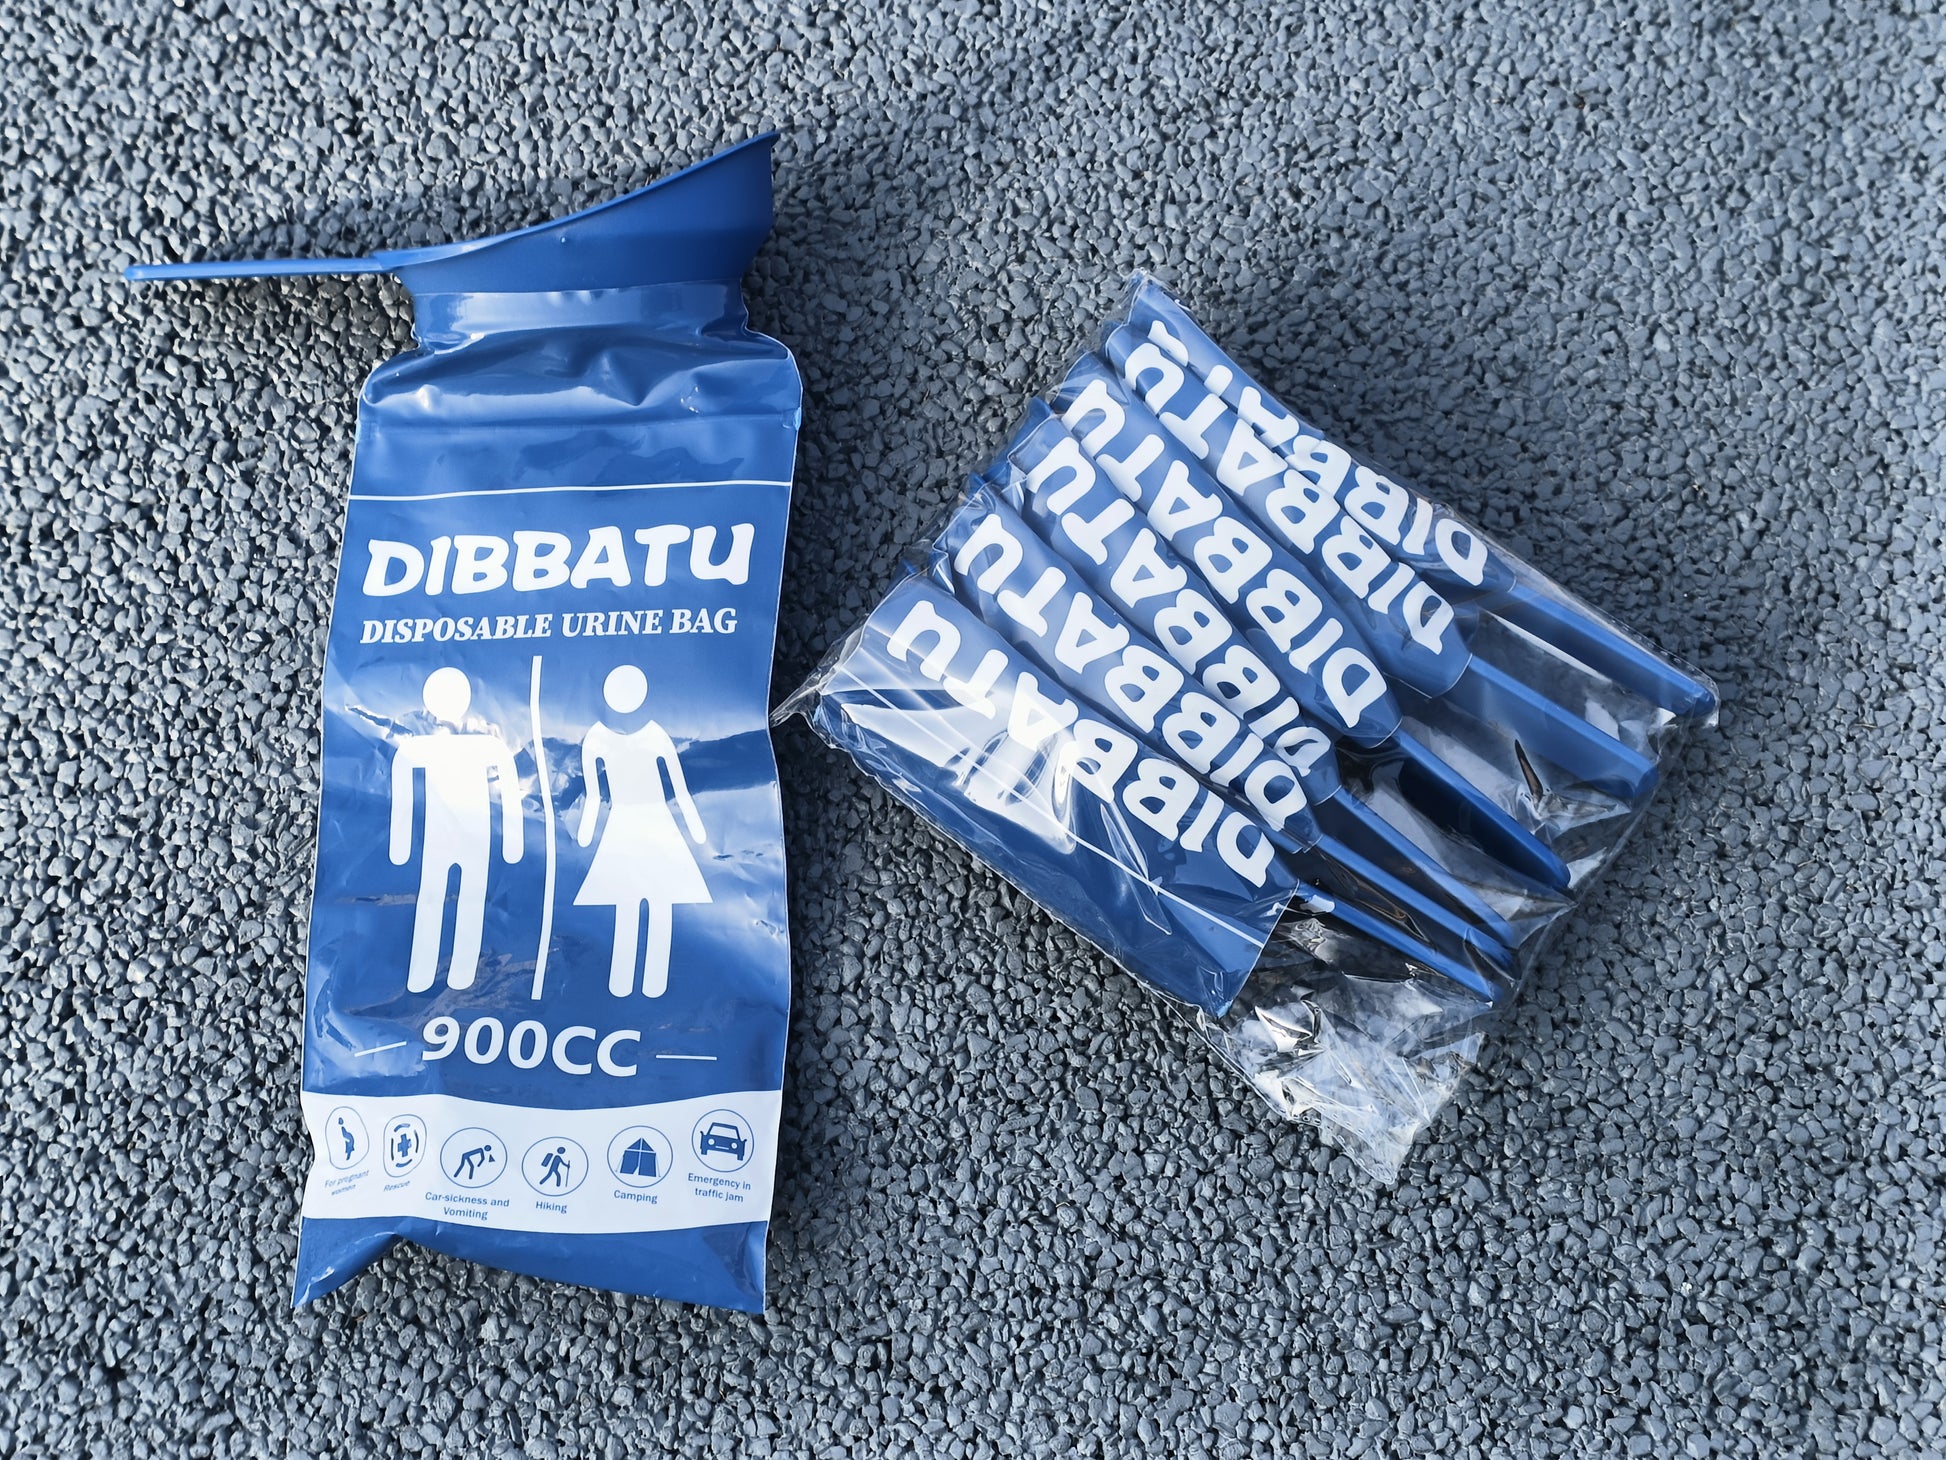 DIBBATU
DISPOSABLE URINE BAG
900CC
For pregnant
women
Rescue
Car-sickness and
Vomiting
Hiking
Camping
Emergency in
traffic jam
DIBBATU
DIBBATU
DIBBATU
DIBBATU
DIBBATU
DIBBATU